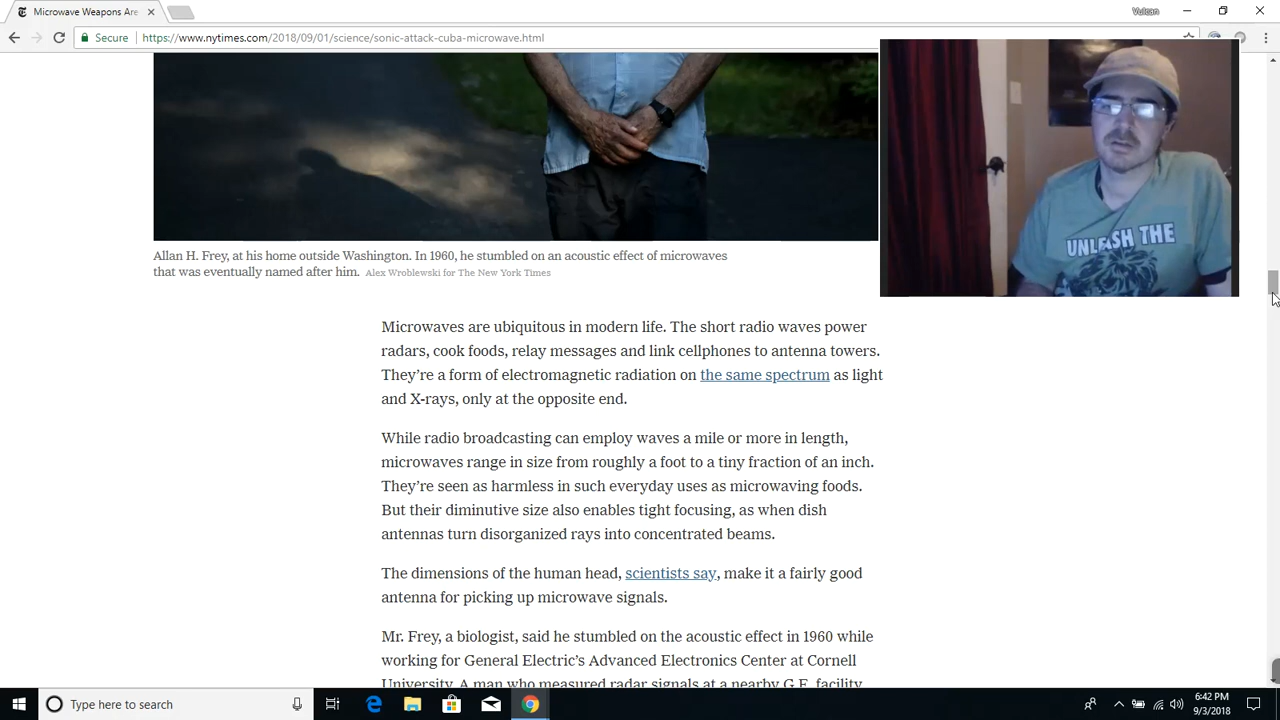 Microwave Weapons Are
Vulcan
Secure
https://www.nytimes.com/2018/09/01/science/sonic-attack-cuba-microwave.html
UNLEASH THE
Allan H. Frey, at his home outside Washington. In 1960, he stumbled on an acoustic effect of microwaves
that was eventually named after him. Alex Wroblewski for The New York Times
Microwaves are ubiquitous in modern life. The short radio waves power
radars, cook foods, relay messages and link cellphones to antenna towers.
They’re a form of electromagnetic radiation on the same spectrum as light
and X-rays, only at the opposite end.
While radio broadcasting can employ waves a mile or more in length,
microwaves range in size from roughly a foot to a tiny fraction of an inch.
They’re seen as harmless in such everyday uses as microwaving foods.
But their diminutive size also enables tight focusing, as when dish
antennas turn disorganized rays into concentrated beams.
The dimensions of the human head, scientists say, make it a fairly good
antenna for picking up microwave signals.
Mr. Frey, a biologist, said he stumbled on the acoustic effect in 1960 while
working for General Electric’s Advanced Electronics Center at Cornell
University. A man who measured radar signals at a nearby G.E. facility
Type here to search
6:42 PM
9/3/2018